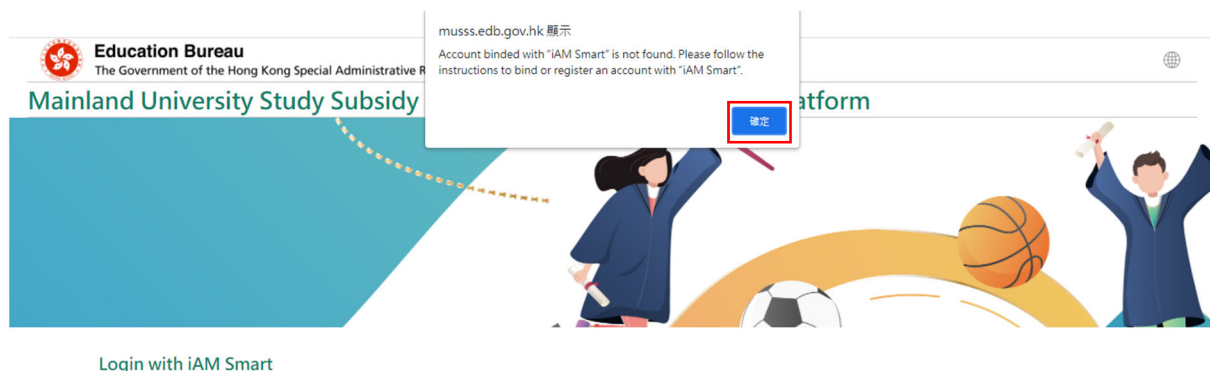 musss.edb.gov.hk 顯示
Account binded with “iAM Smart” is not found. Please follow the
instructions to bind or register an account with “iAM Smart”.
確定
Education Bureau
The Government of the Hong Kong Special Administrative
Mainland University Study Subsidy
atform
Login with iAM Smart